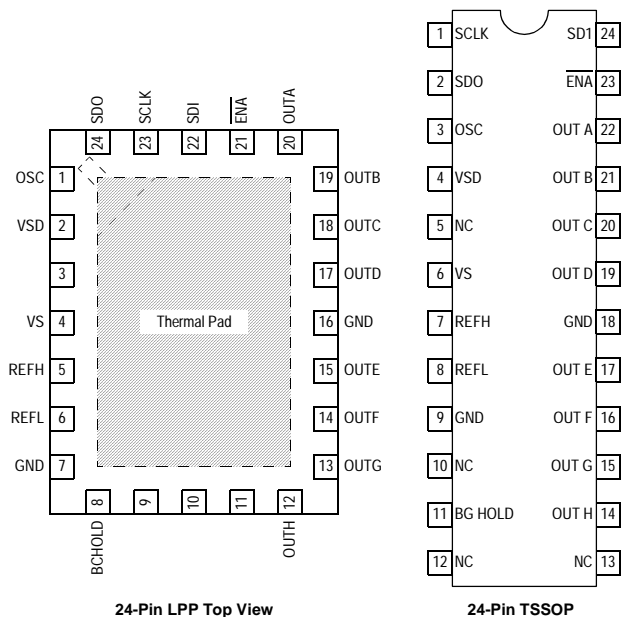 SDO
SCLK
SDI
ENA
OUTA
24
23
22
21
20
OSC 1
VSD 2
3
VS 4
REFH 5
REFL 6
GND 7
Thermal Pad
19 OUTB
18 OUTC
17 OUTD
16 GND
15 OUTE
14 OUTF
13 OUTG
8
9
10
11
12
BCHOLD
OUTH
24-Pin LPP Top View
1 SCLK SD1 24
2 SDO ENA 23
3 OSC OUT A 22
4 VSD OUT B 21
5 NC OUT C 20
6 VS OUT D 19
7 REFH GND 18
8 REFL OUT E 17
9 GND OUT F 16
10 NC OUT G 15
11 BG HOLD OUT H 14
12 NC NC 13
24-Pin TSSOP